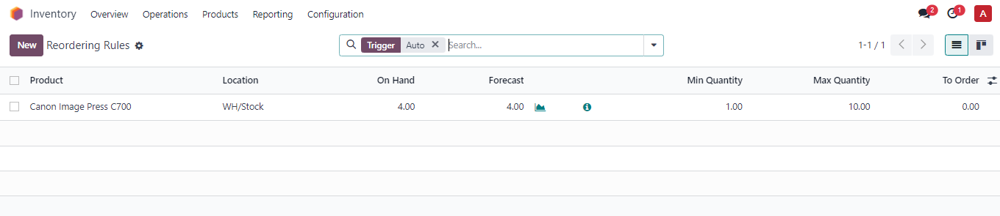 Inventory Overview Operations Products Reporting Configuration 2 1 A
New Reordering Rules Trigger Auto Search... 1-1 / 1
Product Location On Hand Forecast Min Quantity Max Quantity To Order
Canon Image Press C700 WH/Stock 4.00 4.00 1.00 10.00 0.00